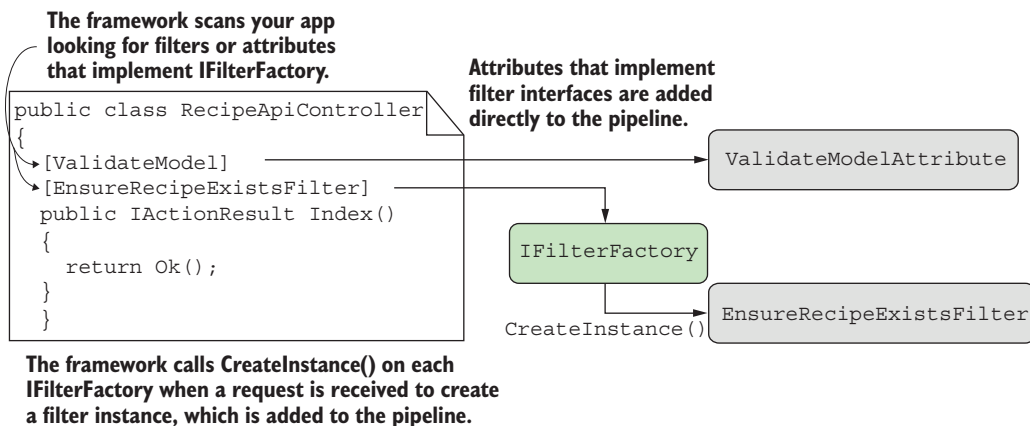 The framework scans your app
looking for filters or attributes
that implement IFilterFactory.
Attributes that implement
filter interfaces are added
directly to the pipeline.
public class RecipeApiController
{
[ValidateModel]
[EnsureRecipeExistsFilter]
public IActionResult Index()
{
return Ok();
}
}
ValidateModelAttribute
IFilterFactory
CreateInstance()
EnsureRecipeExistsFilter
The framework calls CreateInstance() on each
IFilterFactory when a request is received to create
a filter instance, which is added to the pipeline.